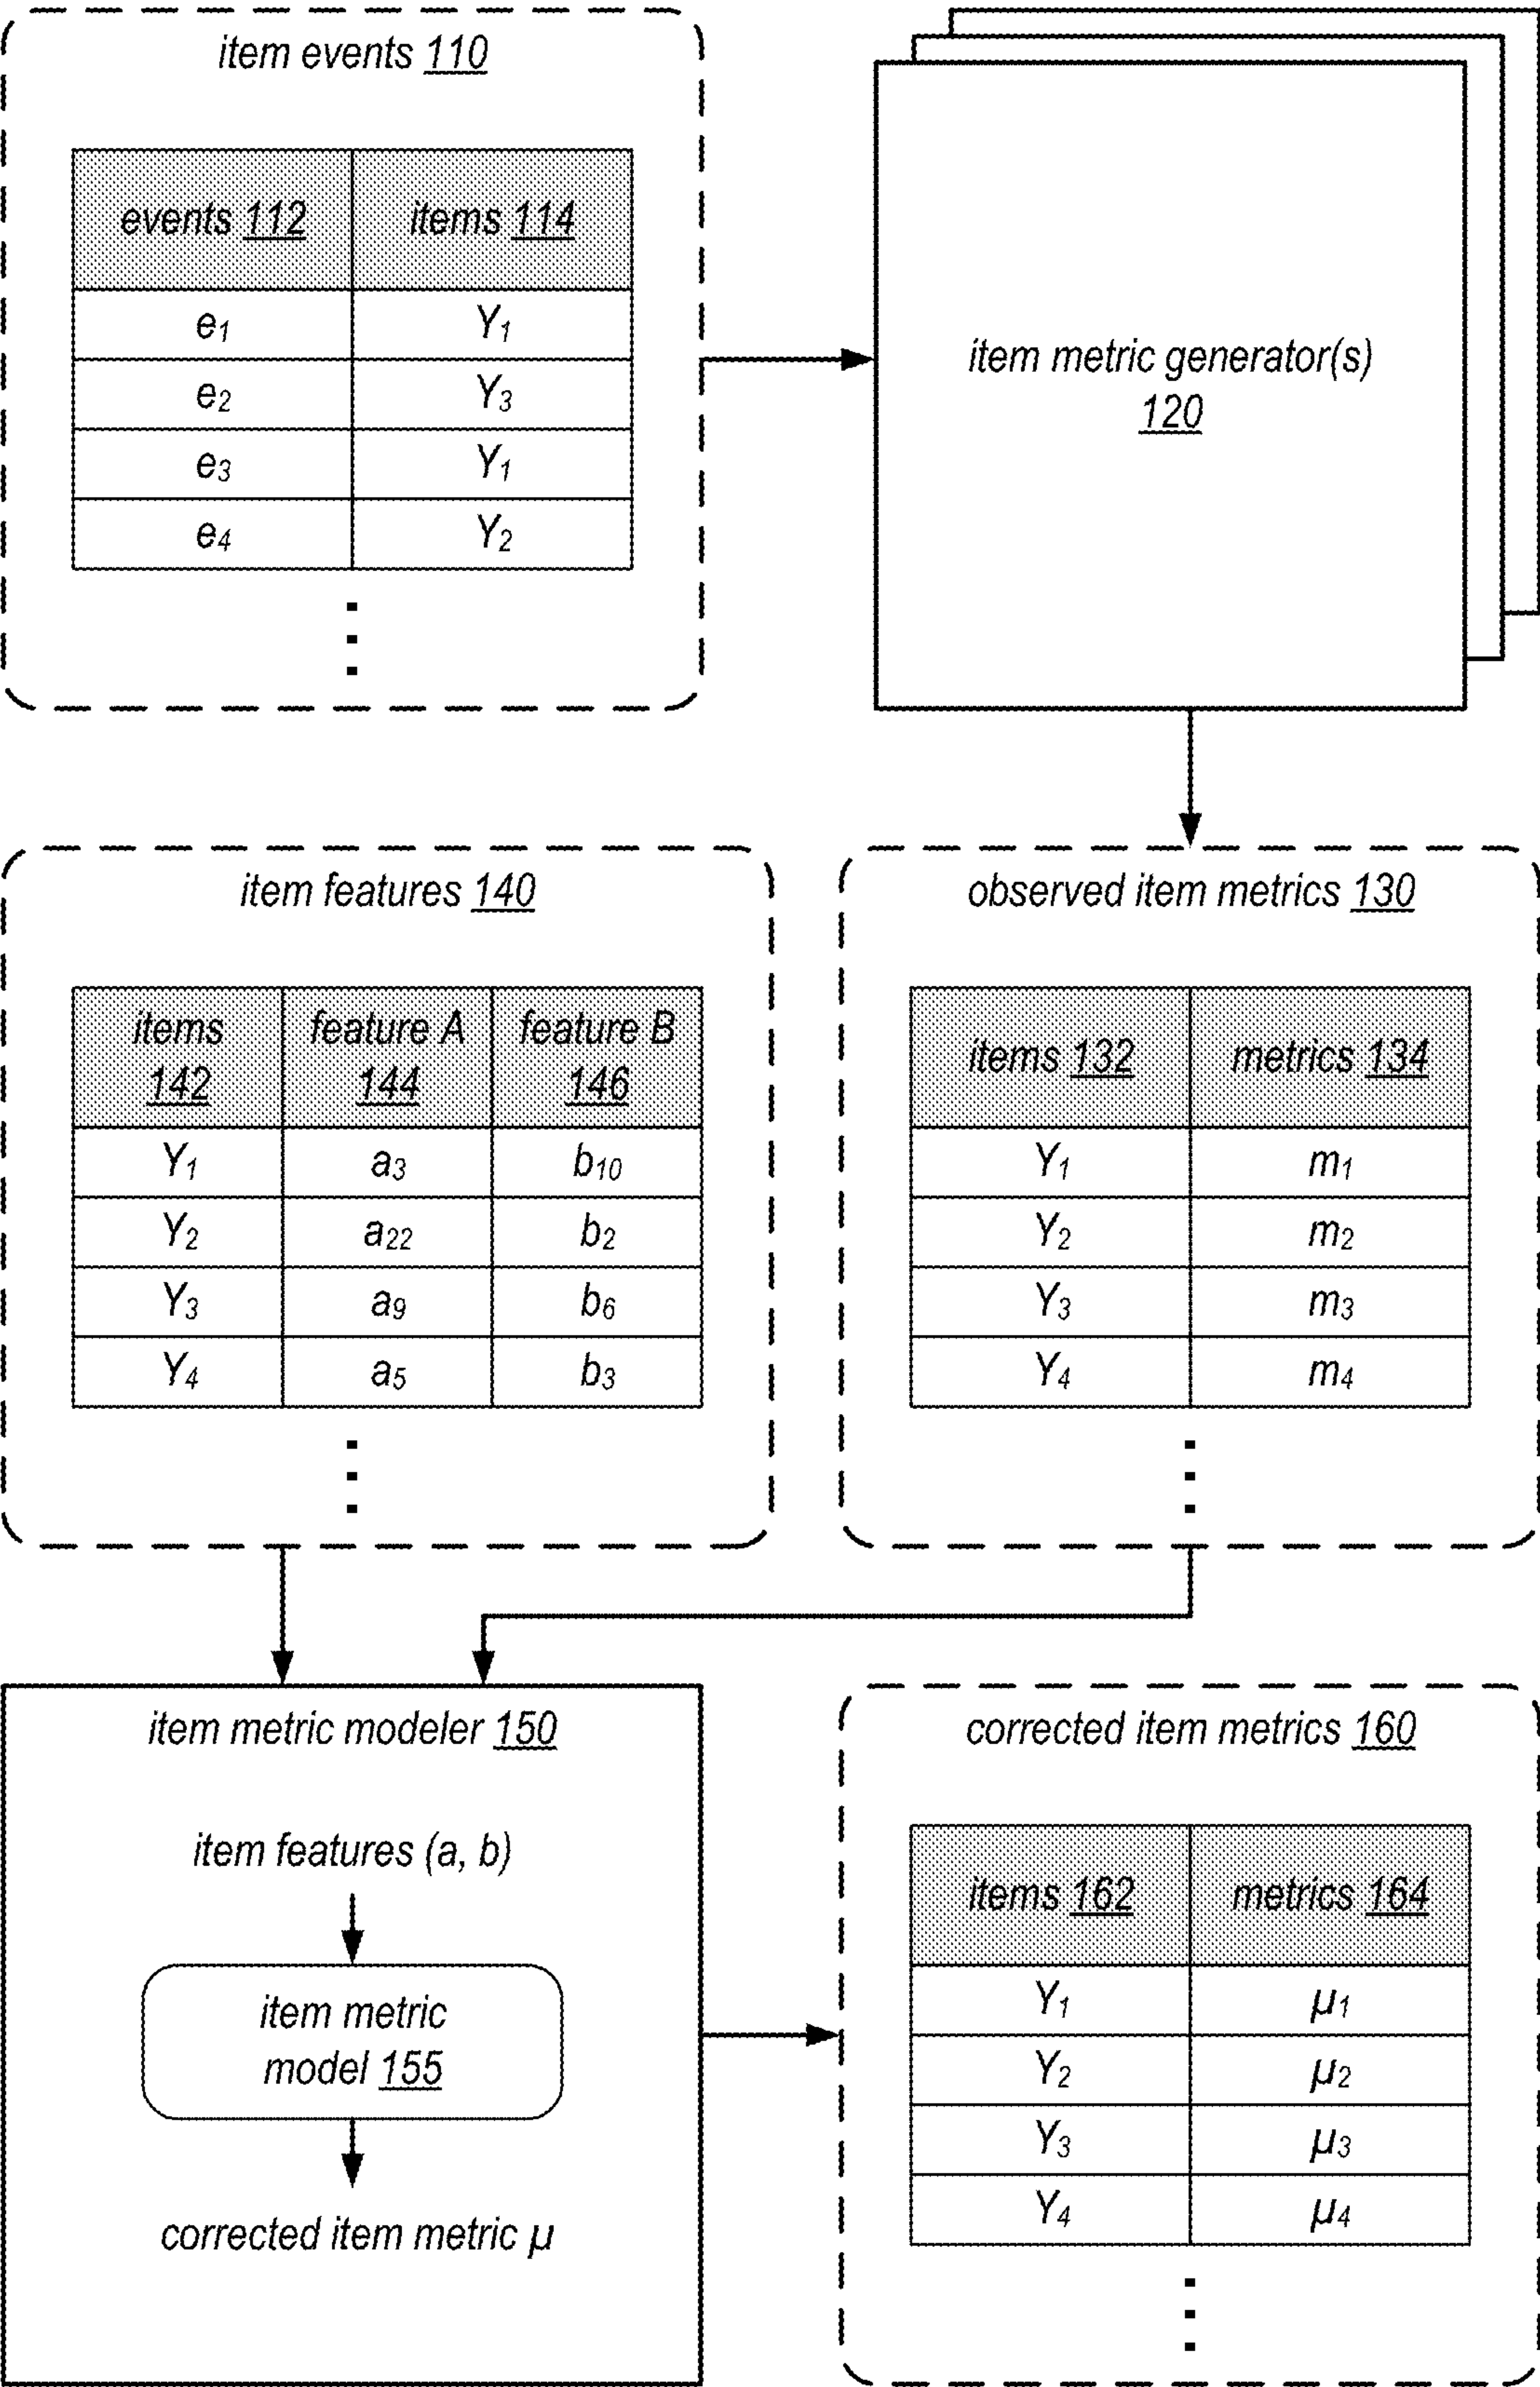 item events 110
events 112 items 114
e1 Y1
e2 Y3
e3 Y1
e4 Y2
item metric generator(s)
120
item features 140
items feature A feature B
142 144 146
Y1 a3 b10
Y2 a22 b2
Y3 a9 b6
Y4 a5 b3
observed item metrics 130
items 132 metrics 134
Y1 m1
Y2 m2
Y3 m3
Y4 m4
item metric modeler 150
item features (a, b)
item metric
model 155
corrected item metric μ
corrected item metrics 160
items 162 metrics 164
Y1 μ1
Y2 μ2
Y3 μ3
Y4 μ4